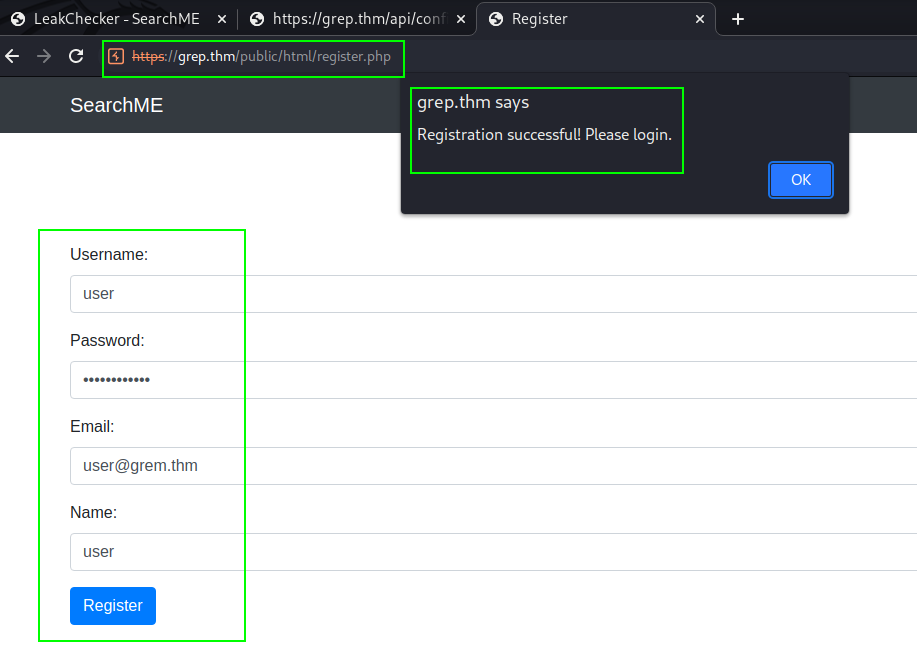 LeakChecker - SearchME
https://grep.thm/api/conf
Register
https://grep.thm/public/html/register.php
SearchME
grep.thm says
Registration successful! Please login.
OK
Username:
user
Password:
••••••••••••
Email:
user@grem.thm
Name:
user
Register